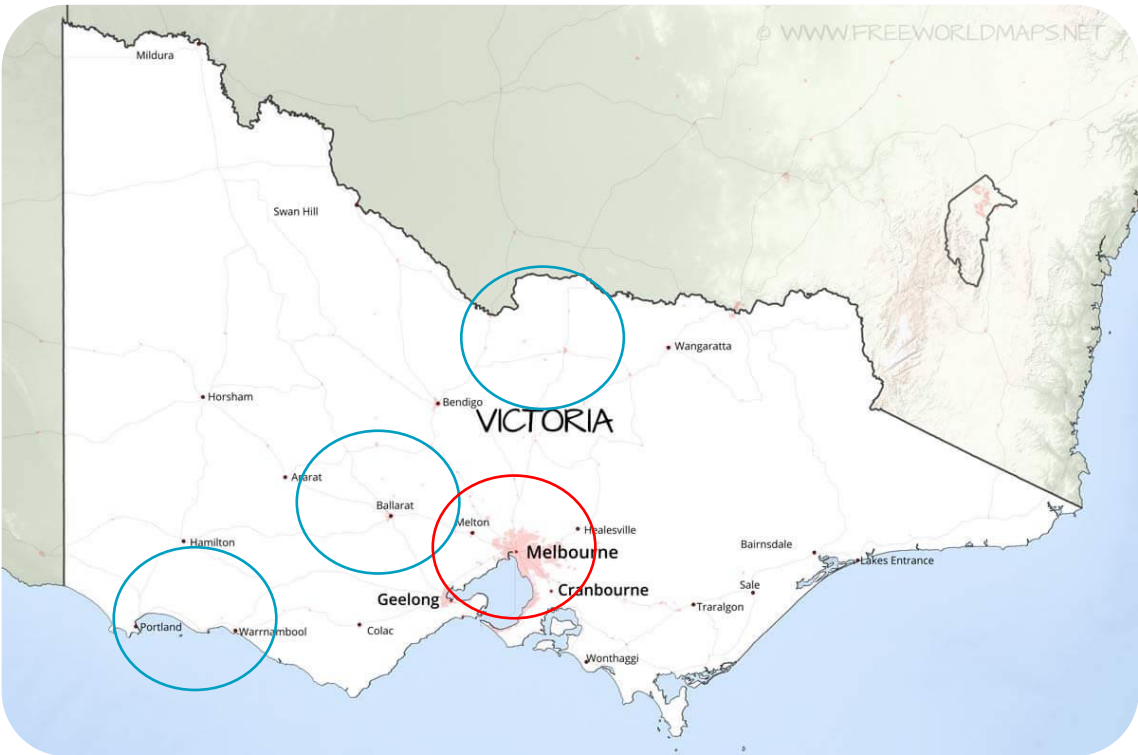 © WWW.FREEWORLDMAPS.NET
Mildura
Swan Hill
Wangaratta
Horsham
Bendigo
VICTORIA
Ararat
Ballarat
Melton
Healesville
Hamilton
Melbourne
Bairnsdale
Lakes Entrance
Geelong
Cranbourne
Sale
Traralgon
Portland
Warrnambool
Colac
Wonthaggi